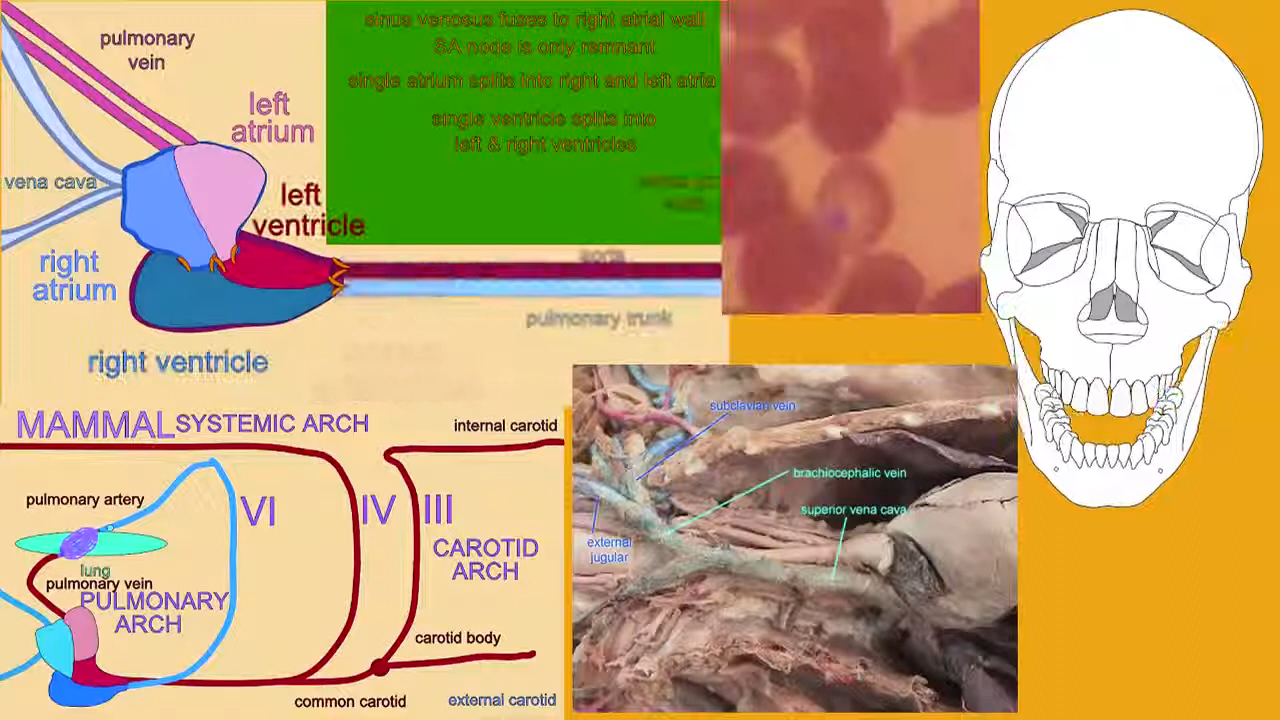 pulmonary
vein
left
atrium
vena cava
left
ventricle
right
atrium
right ventricle
sinus venosus fuses to right atrial wall
SA node is only remnant
single atrium splits into right and left atria
single ventricle splits into
left & right ventricles
aorta
pulmonary trunk
MAMMAL SYSTEMIC ARCH
internal carotid
pulmonary artery
VI
IV
III
CAROTID
ARCH
lung
pulmonary vein
PULMONARY
ARCH
carotid body
common carotid
external carotid
subclavian vein
brachiocephalic vein
superior vena cava
external
jugular